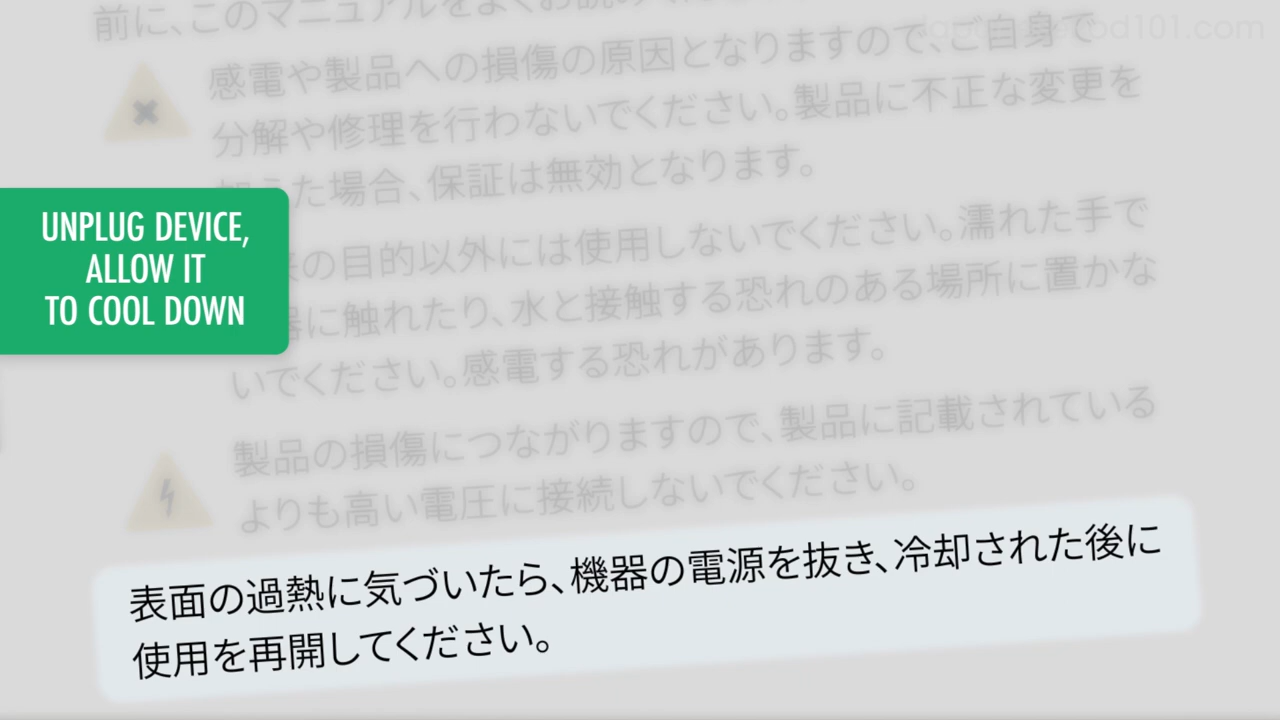 前に、このマニュアルをよくお読み
感電や製品への損傷の原因となりますので、ご自身で
分解や修理を行わないでください。製品に不正な変更を
加えた場合、保証は無効となります。
の目的以外には使用しないでください。濡れた手で
器に触れたり、水と接触する恐れのある場所に置かな
いでください。感電する恐れがあります。
製品の損傷につながりますので、製品に記載されている
よりも高い電圧に接続しないでください。
表面の過熱に気づいたら、機器の電源を抜き、冷却された後に
使用を再開してください。
UNPLUG DEVICE,
ALLOW IT
TO COOL DOWN